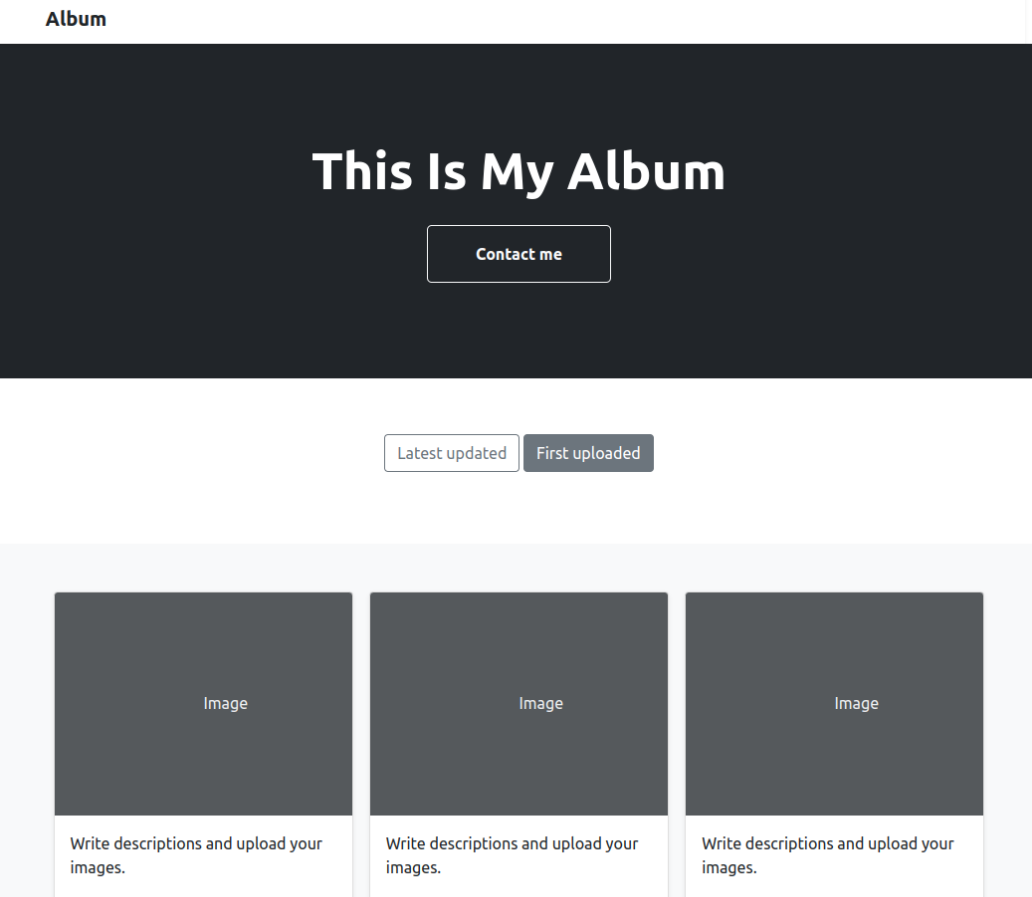 Album
This Is My Album
Contact me
Latest updated
First uploaded
Image
Image
Image
Write descriptions and upload your
images.
Write descriptions and upload your
images.
Write descriptions and upload your
images.